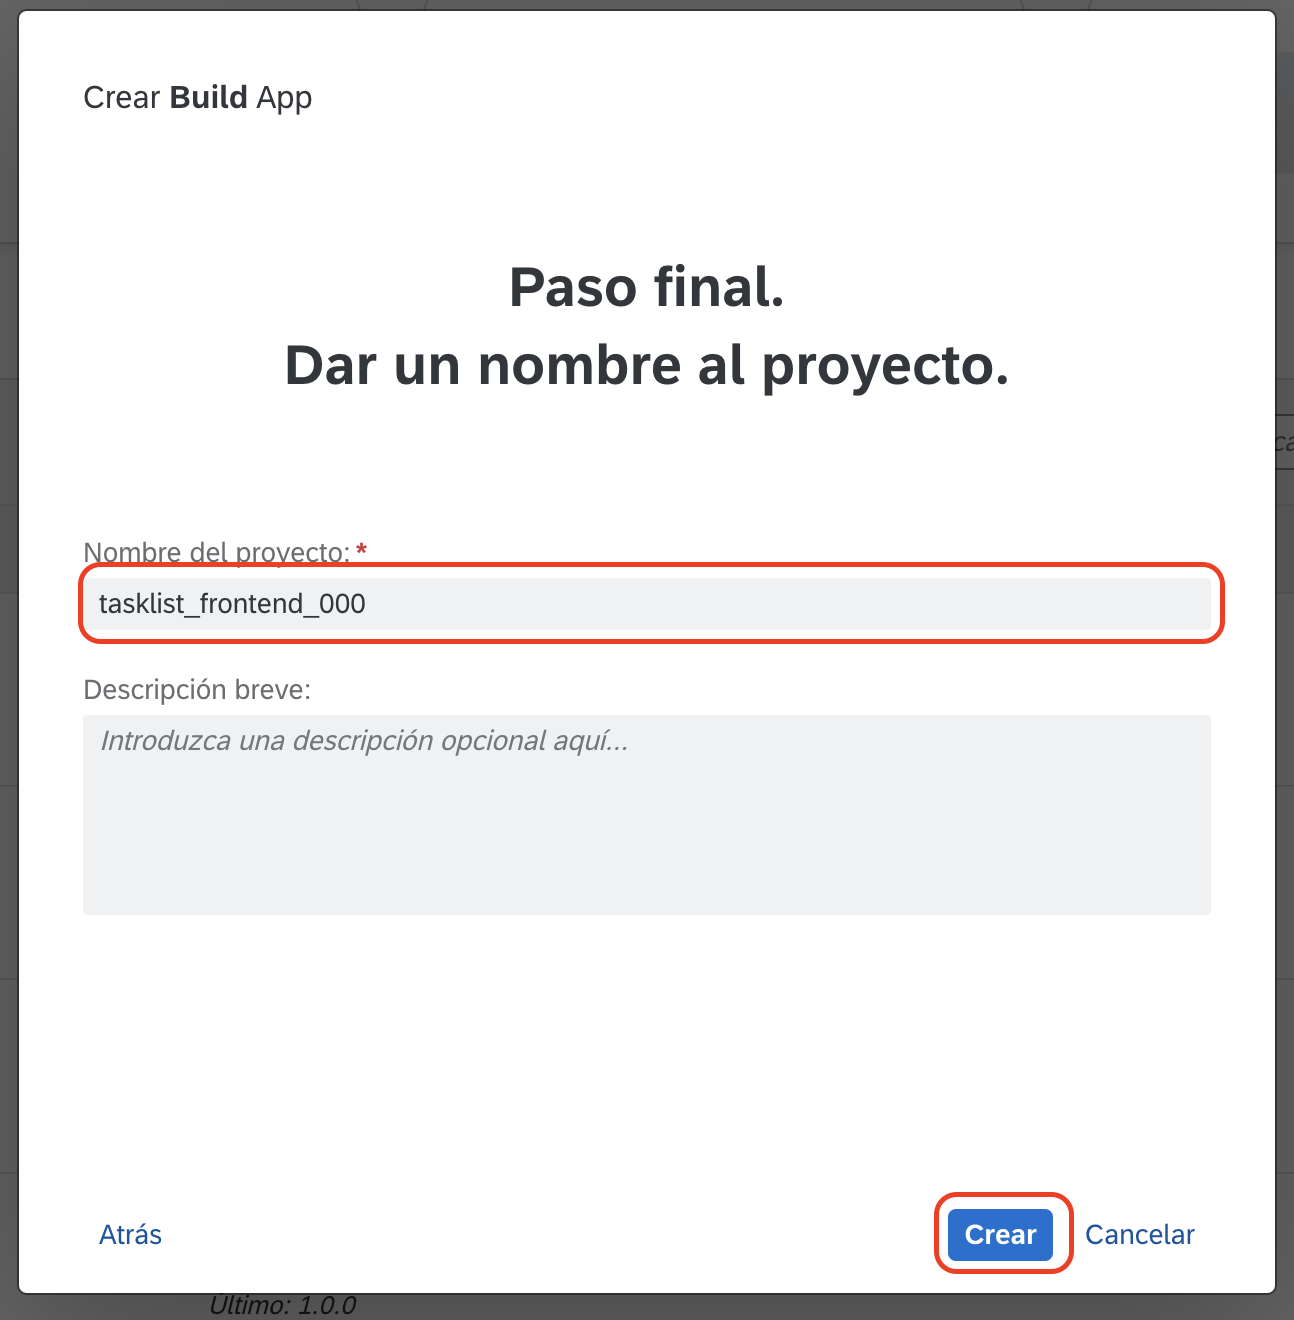 Crear Build App
Paso final.
Dar un nombre al proyecto.
Nombre del proyecto: *
tasklist_frontend_000
Descripción breve:
Introduzca una descripción opcional aquí...
Atrás
Crear
Cancelar
Último: 1.0.0